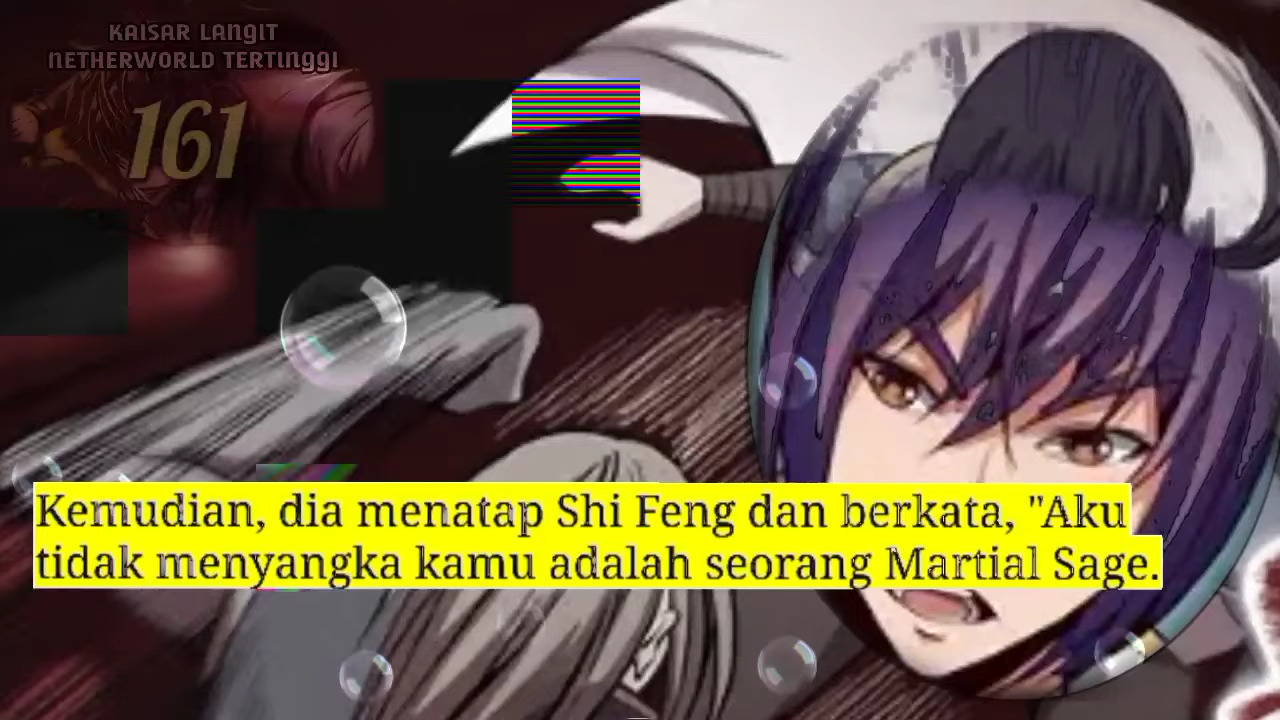 KAISAR LANGIT
NETHERWORLD TERTINGGI
161
Kemudian, dia menatap Shi Feng dan berkata, "Aku
tidak menyangka kamu adalah seorang Martial Sage.